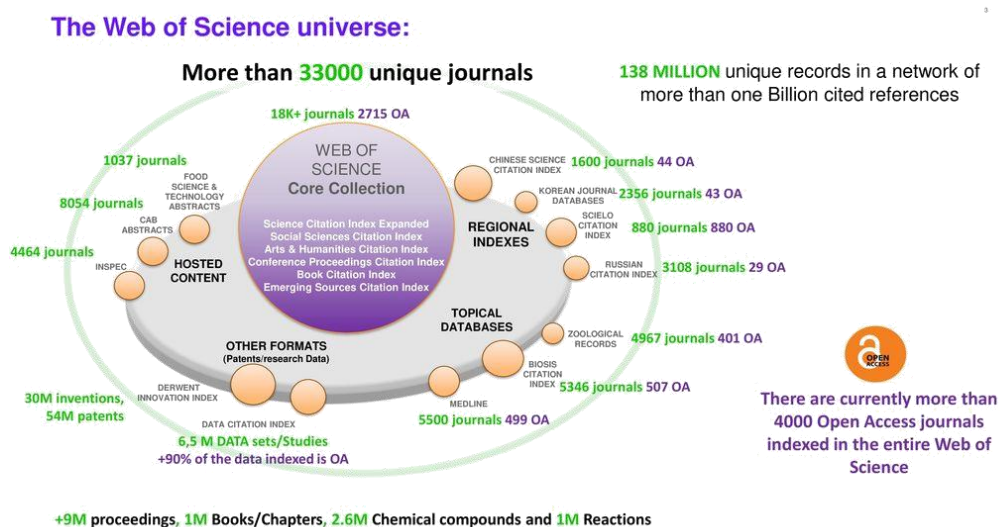 3
The Web of Science universe:
More than 33000 unique journals
138 MILLION unique records in a network of
more than one Billion cited references
18K+ journals 2715 OA
WEB OF
SCIENCE
Core Collection
Science Citation Index Expanded
Social Sciences Citation Index
Arts & Humanities Citation Index
Conference Proceedings Citation Index
Book Citation Index
Emerging Sources Citation Index
1037 journals
FOOD
SCIENCE &
TECHNOLOGY
ABSTRACTS
8054 journals
CAB
ABSTRACTS
4464 journals
INSPEC
HOSTED
CONTENT
CHINESE SCIENCE
CITATION INDEX
1600 journals 44 OA
KOREAN JOURNAL
DATABASES
2356 journals 43 OA
SCIELO
CITATION
INDEX
880 journals 880 OA
REGIONAL
INDEXES
RUSSIAN
CITATION INDEX
3108 journals 29 OA
TOPICAL
DATABASES
ZOOLOGICAL
RECORDS
4967 journals 401 OA
BIOSIS
CITATION
INDEX
5346 journals 507 OA
MEDLINE
5500 journals 499 OA
OTHER FORMATS
(Patents/research Data)
DERWENT
INNOVATION INDEX
30M inventions,
54M patents
DATA CITATION INDEX
6,5 M DATA sets/Studies
+90% of the data indexed is OA
OPEN
ACCESS
There are currently more than
4000 Open Access journals
indexed in the entire Web of
Science
+9M proceedings, 1M Books/Chapters, 2.6M Chemical compounds and 1M Reactions